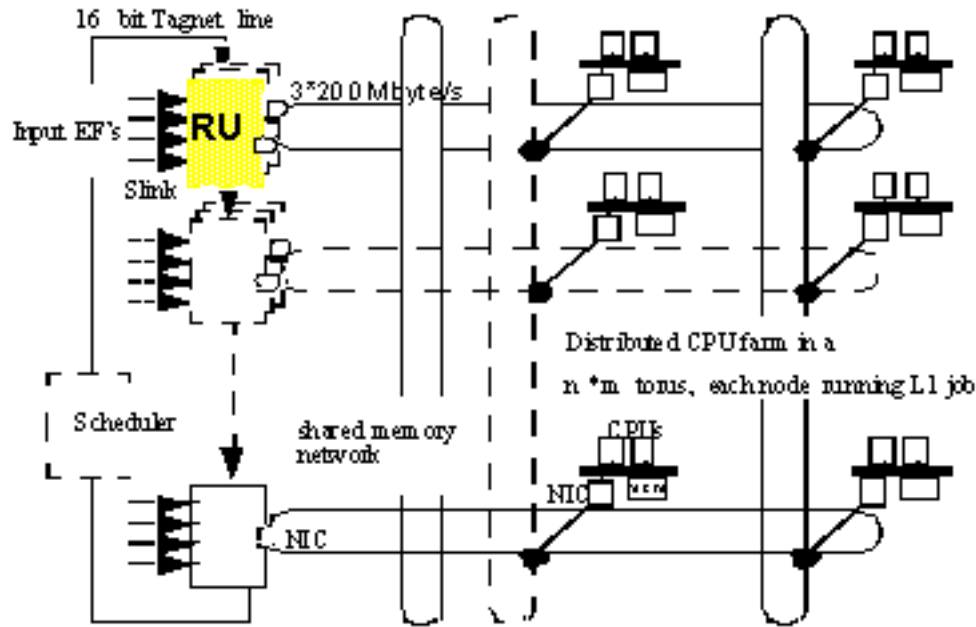 16 bit Tagnet line
3*200 Mbyte/s
Input EF's
RU
Slink
Distributed CPU farm in a
n *m torus, each node running L1 job
Scheduler
shared memory
network
CPUs
NIC
MEM
NIC